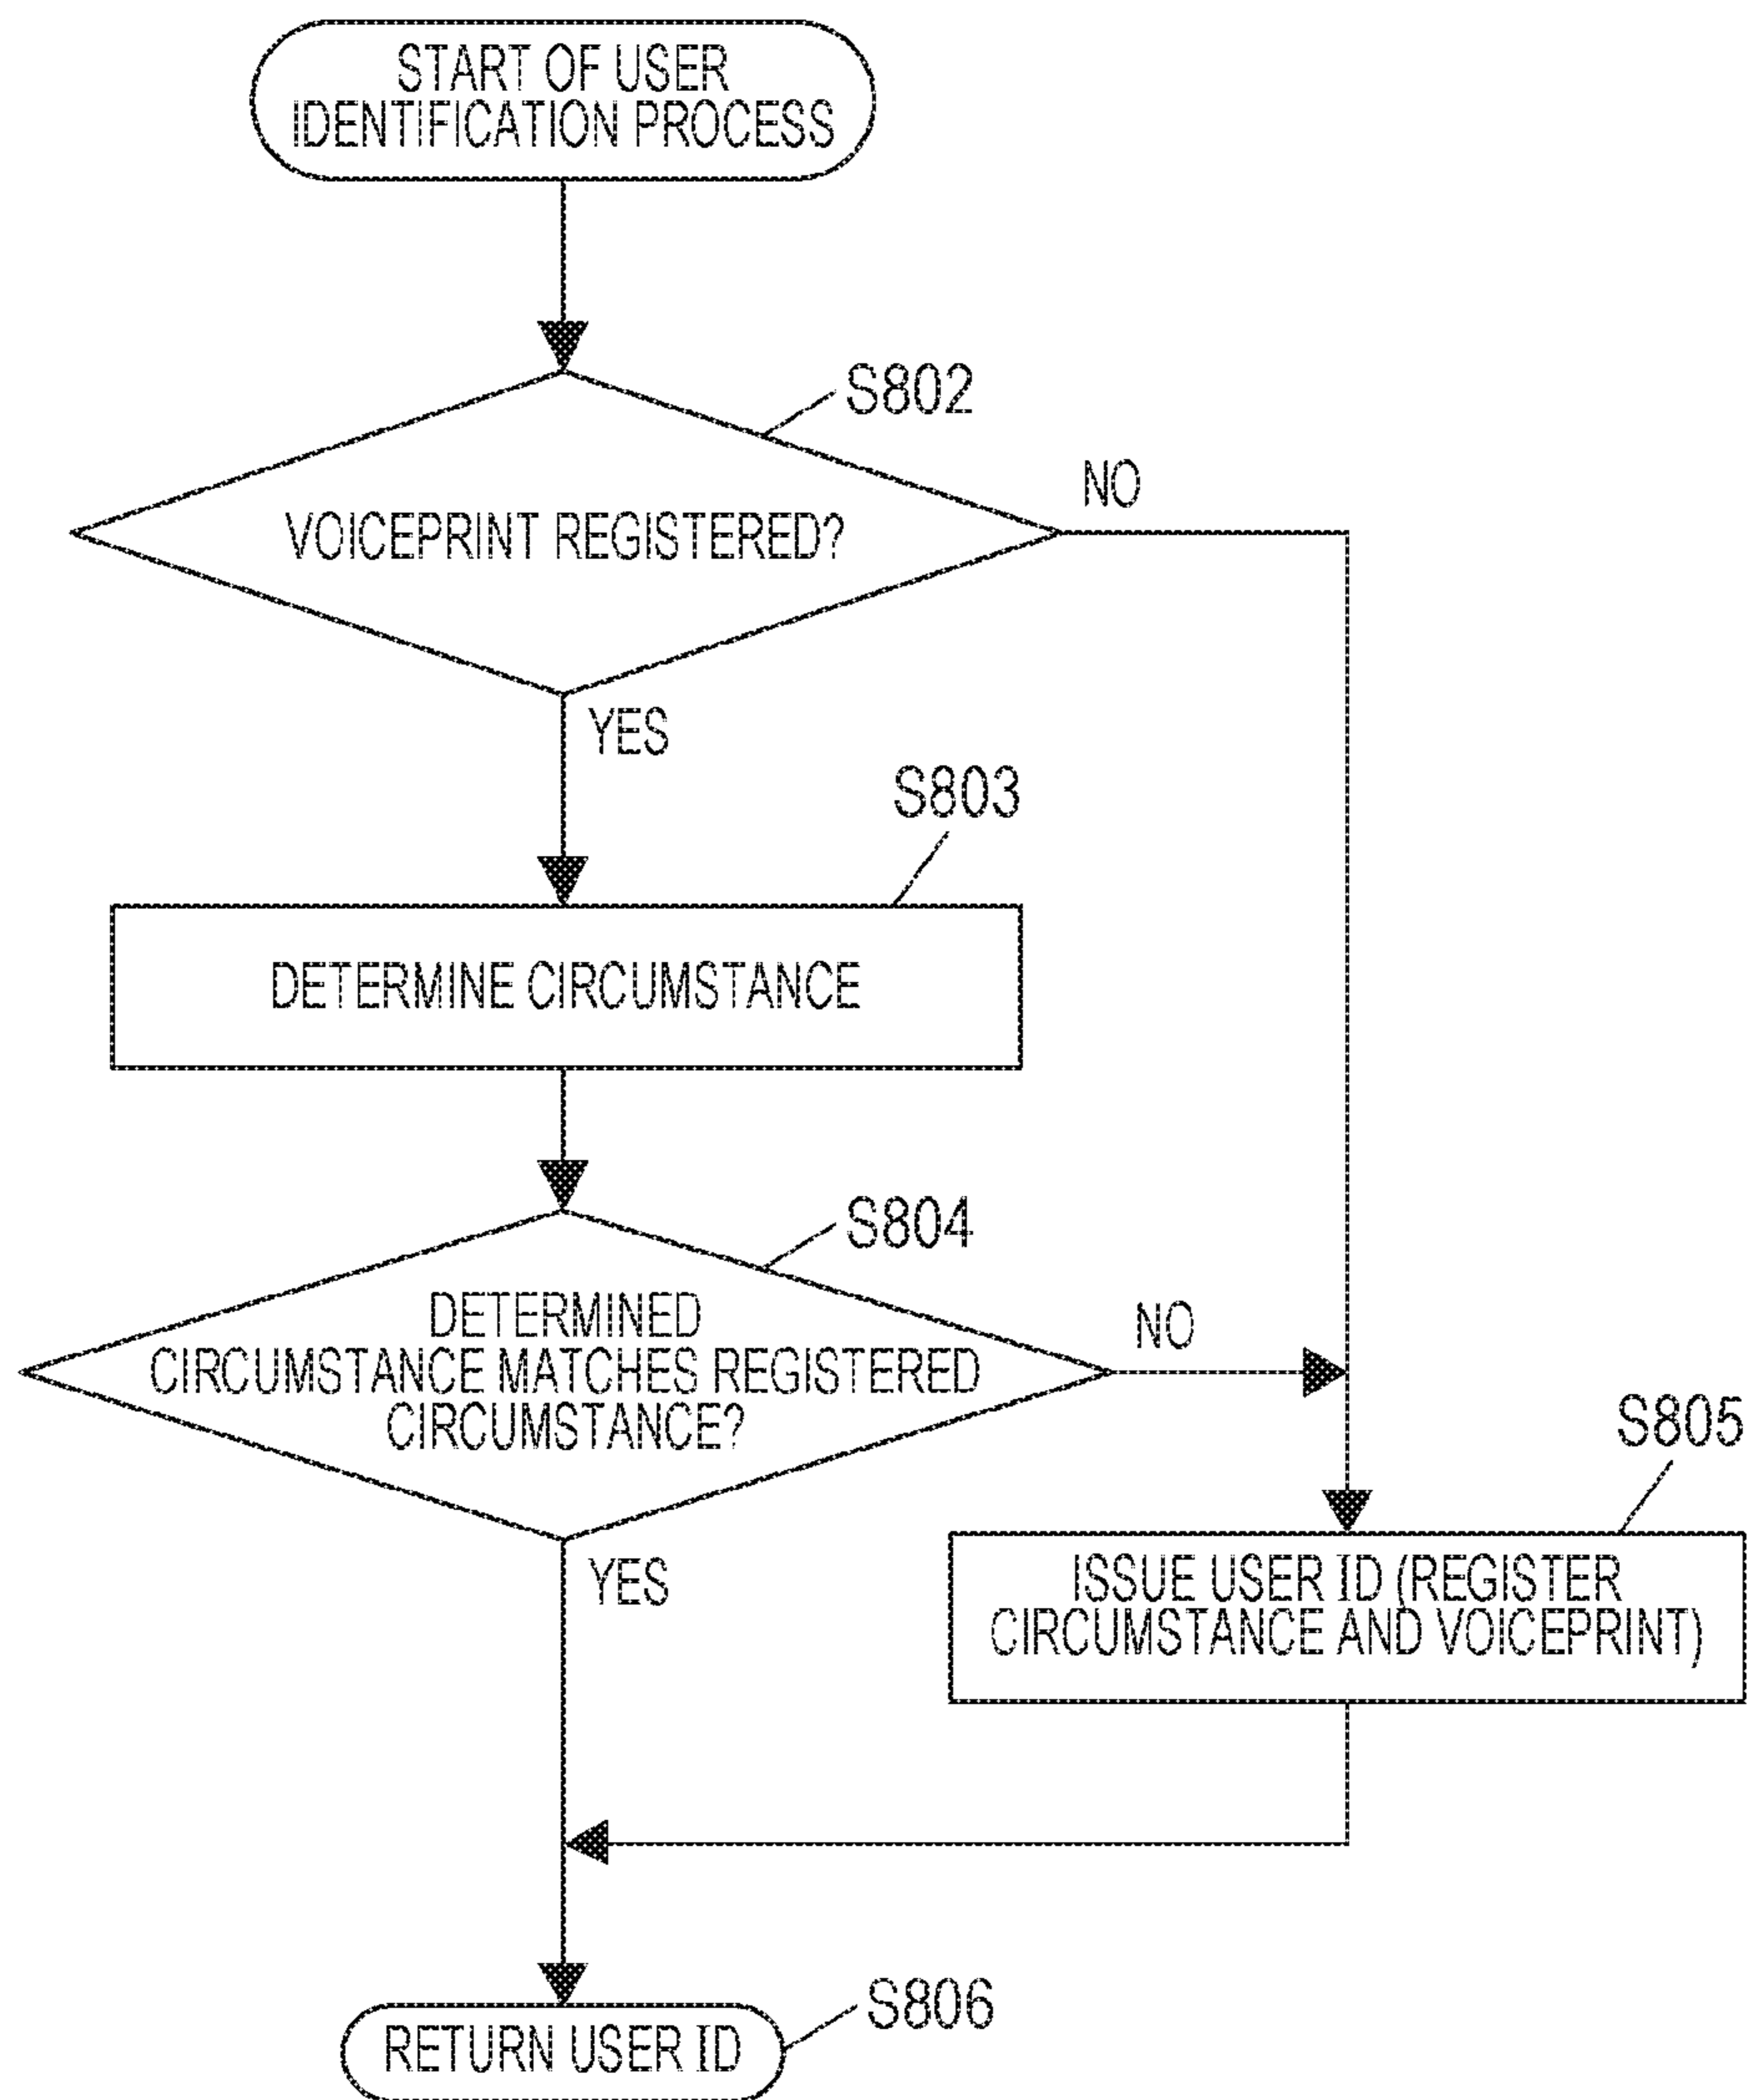 START OF USER
IDENTIFICATION PROCESS
S802
NO
VOICEPRINT REGISTERED?
YES
S803
DETERMINE CIRCUMSTANCE
S804
DETERMINED
CIRCUMSTANCE MATCHES REGISTERED
CIRCUMSTANCE?
NO
YES
S805
ISSUE USER ID (REGISTER
CIRCUMSTANCE AND VOICEPRINT)
S806
RETURN USER ID